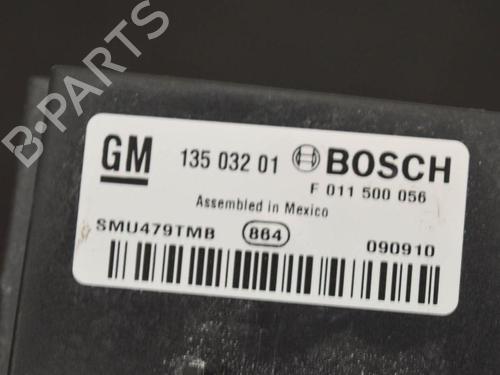 B-PARTS
GM 135 032 01 BOSCH
F 011 500 056
Assembled in Mexico
SMU479TMB 864 090910